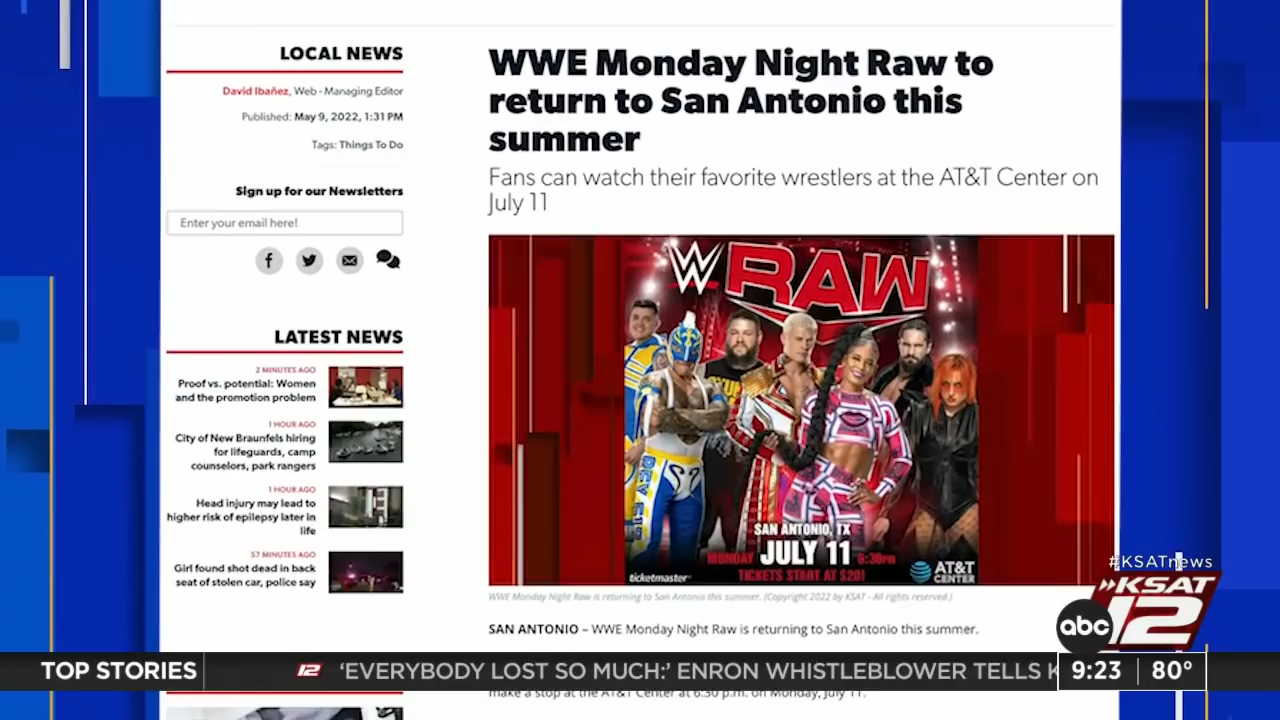 LOCAL NEWS
David Ibañez, Web - Managing Editor
Published: May 9, 2022, 1:31 PM
Tags: Things To Do
Sign up for our Newsletters
Enter your email here!
LATEST NEWS
2 MINUTES AGO
Proof vs. potential: Women
and the promotion problem
1 HOUR AGO
City of New Braunfels hiring
for lifeguards, camp
counselors, park rangers
1 HOUR AGO
Head injury may lead to
higher risk of epilepsy later in
life
57 MINUTES AGO
Girl found shot dead in back
seat of stolen car, police say
WWE Monday Night Raw to
return to San Antonio this
summer
Fans can watch their favorite wrestlers at the AT&T Center on
July 11
W RAW
SAN ANTONIO, TX
MONDAY JULY 11 6:30PM
TICKETS START AT $20!
ticketmaster
AT&T
CENTER
WWE Monday Night Raw is returning to San Antonio this summer. (Copyright 2022 by KSAT - All rights reserved.)
SAN ANTONIO – WWE Monday Night Raw is returning to San Antonio this summer.
make a stop at the AT&T Center at 6:30 p.m. on Monday, July 11.
#KSATnews
KSAT
abc 12
TOP STORIES 12 ‘EVERYBODY LOST SO MUCH:’ ENRON WHISTLEBLOWER TELLS
9:23 80°